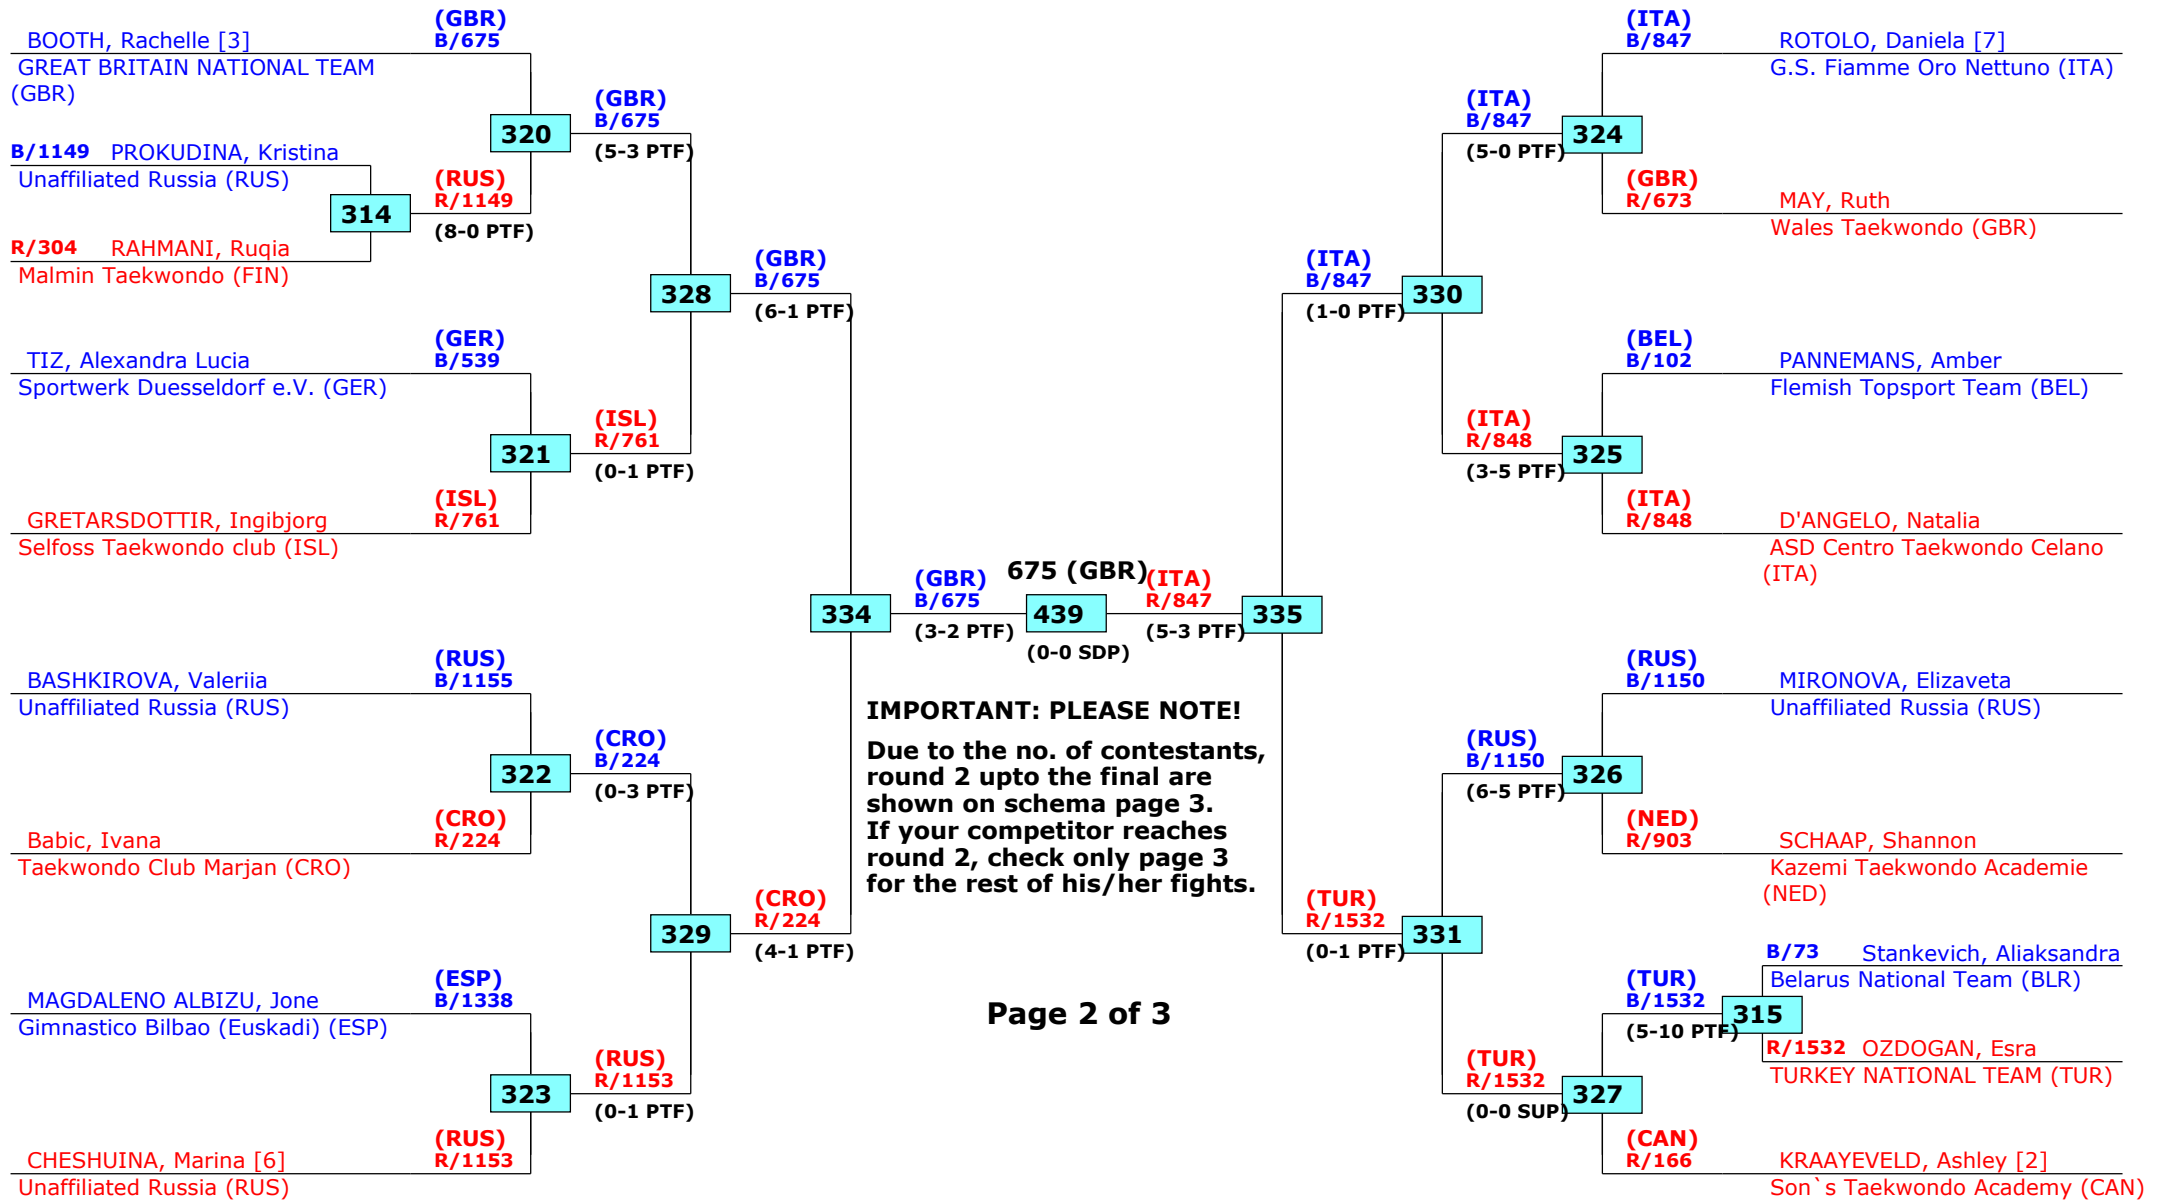 (GBR)
BOOTH, Rachelle [3] B/675
GREAT BRITAIN NATIONAL TEAM
(GBR)
320
(GBR)
B/675
(5-3 PTF)
B/1149 PROKUDINA, Kristina
Unaffiliated Russia (RUS)
314
(RUS)
R/1149
(8-0 PTF)
R/304 RAHMANI, Ruqia
Malmin Taekwondo (FIN)
328
(GBR)
B/675
(6-1 PTF)
(GER)
TIZ, Alexandra Lucia B/539
Sportwerk Duesseldorf e.V. (GER)
321
(ISL)
R/761
(0-1 PTF)
(ISL)
GRETARSDOTTIR, Ingibjorg R/761
Selfoss Taekwondo club (ISL)
334
(GBR)
B/675
(3-2 PTF)
(RUS)
BASHKIROVA, Valeriia B/1155
Unaffiliated Russia (RUS)
322
(CRO)
B/224
(0-3 PTF)
(CRO)
Babic, Ivana R/224
Taekwondo Club Marjan (CRO)
329
(CRO)
R/224
(4-1 PTF)
(ESP)
MAGDALENO ALBIZU, Jone B/1338
Gimnastico Bilbao (Euskadi) (ESP)
323
(RUS)
R/1153
(0-1 PTF)
(RUS)
CHESHUINA, Marina [6] R/1153
Unaffiliated Russia (RUS)
675 (GBR)
439
(0-0 SDP)
IMPORTANT: PLEASE NOTE!
Due to the no. of contestants,
round 2 upto the final are
shown on schema page 3.
If your competitor reaches
round 2, check only page 3
for the rest of his/her fights.
Page 2 of 3
(ITA)
R/847
(5-3 PTF)
335
(ITA)
B/847
(1-0 PTF)
330
(ITA)
B/847
(5-0 PTF)
324
(ITA)
B/847 ROTOLO, Daniela [7]
G.S. Fiamme Oro Nettuno (ITA)
(GBR)
R/673 MAY, Ruth
Wales Taekwondo (GBR)
(BEL)
B/102 PANNEMANS, Amber
Flemish Topsport Team (BEL)
(ITA)
R/848
(3-5 PTF)
325
(ITA)
R/848 D'ANGELO, Natalia
ASD Centro Taekwondo Celano
(ITA)
(RUS)
B/1150 MIRONOVA, Elizaveta
Unaffiliated Russia (RUS)
(RUS)
B/1150
(6-5 PTF)
326
(NED)
R/903 SCHAAP, Shannon
Kazemi Taekwondo Academie
(NED)
(TUR)
R/1532
(0-1 PTF)
331
B/73 Stankevich, Aliaksandra
Belarus National Team (BLR)
(TUR)
B/1532
(5-10 PTF)
315
R/1532 OZDOGAN, Esra
TURKEY NATIONAL TEAM (TUR)
(TUR)
R/1532
(0-0 SUP)
327
(CAN)
R/166 KRAAYEVELD, Ashley [2]
Son`s Taekwondo Academy (CAN)